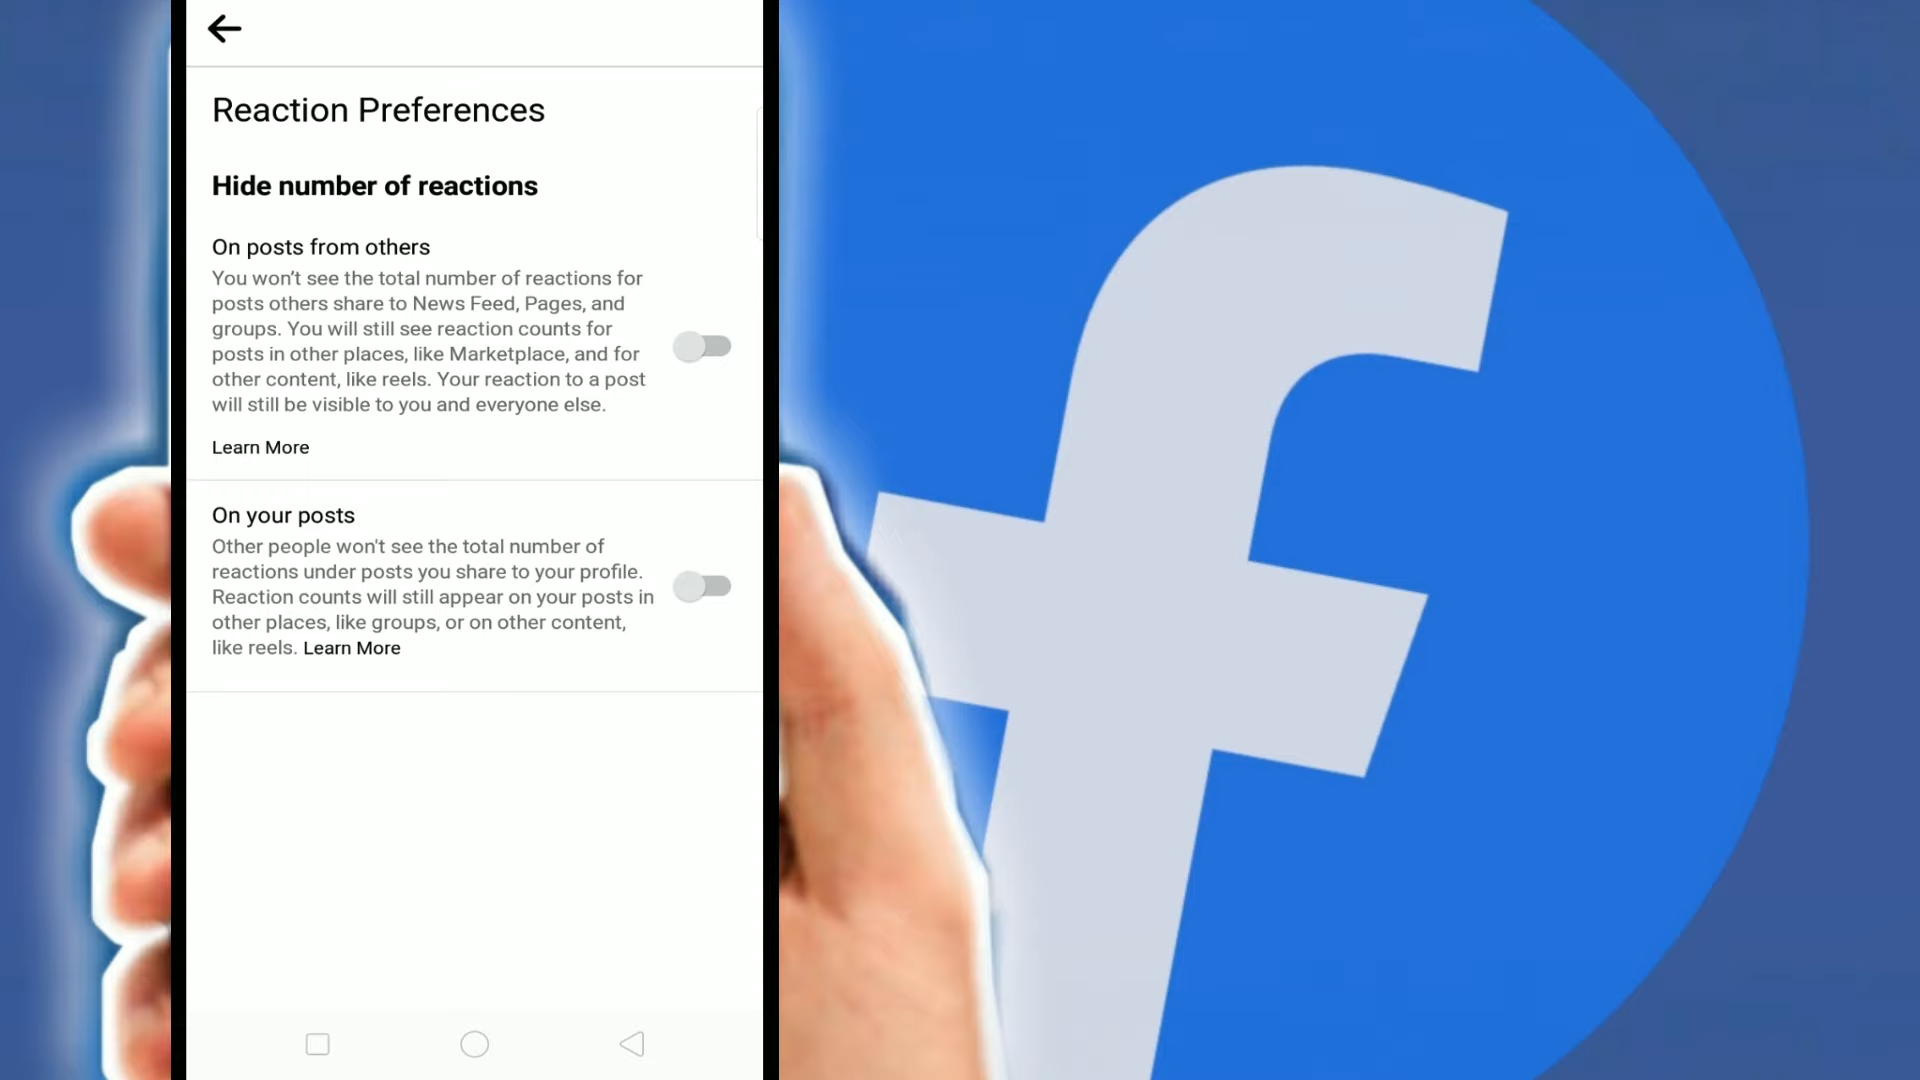 Reaction Preferences
Hide number of reactions
On posts from others
You won’t see the total number of reactions for
posts others share to News Feed, Pages, and
groups. You will still see reaction counts for
posts in other places, like Marketplace, and for
other content, like reels. Your reaction to a post
will still be visible to you and everyone else.
Learn More
On your posts
Other people won't see the total number of
reactions under posts you share to your profile.
Reaction counts will still appear on your posts in
other places, like groups, or on other content,
like reels. Learn More